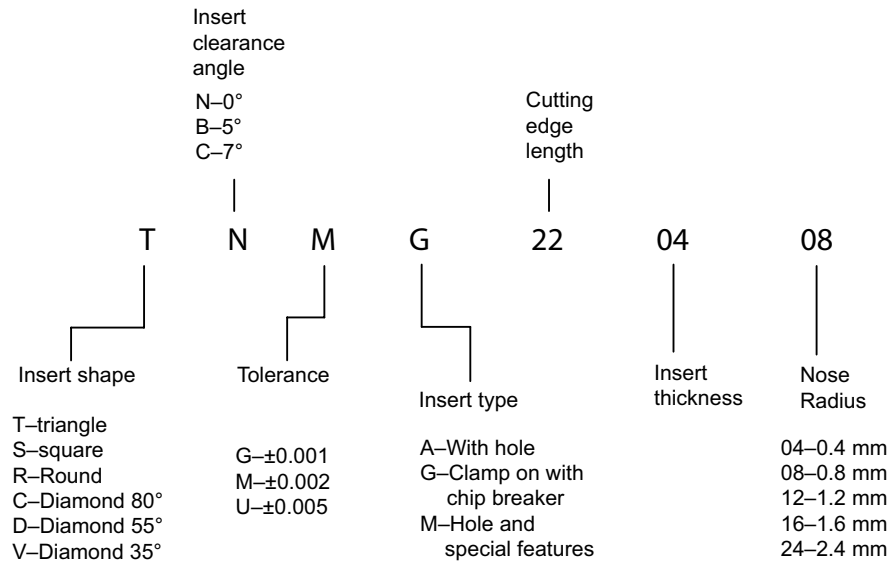 Insert
clearance
angle
N–0°
B–5°
C–7°
Cutting
edge
length
T N M G 22 04 08
Insert shape
T–triangle
S–square
R–Round
C–Diamond 80°
D–Diamond 55°
V–Diamond 35°
Tolerance
G–±0.001
M–±0.002
U–±0.005
Insert type
A–With hole
G–Clamp on with
chip breaker
M–Hole and
special features
Insert
thickness
Nose
Radius
04–0.4 mm
08–0.8 mm
12–1.2 mm
16–1.6 mm
24–2.4 mm